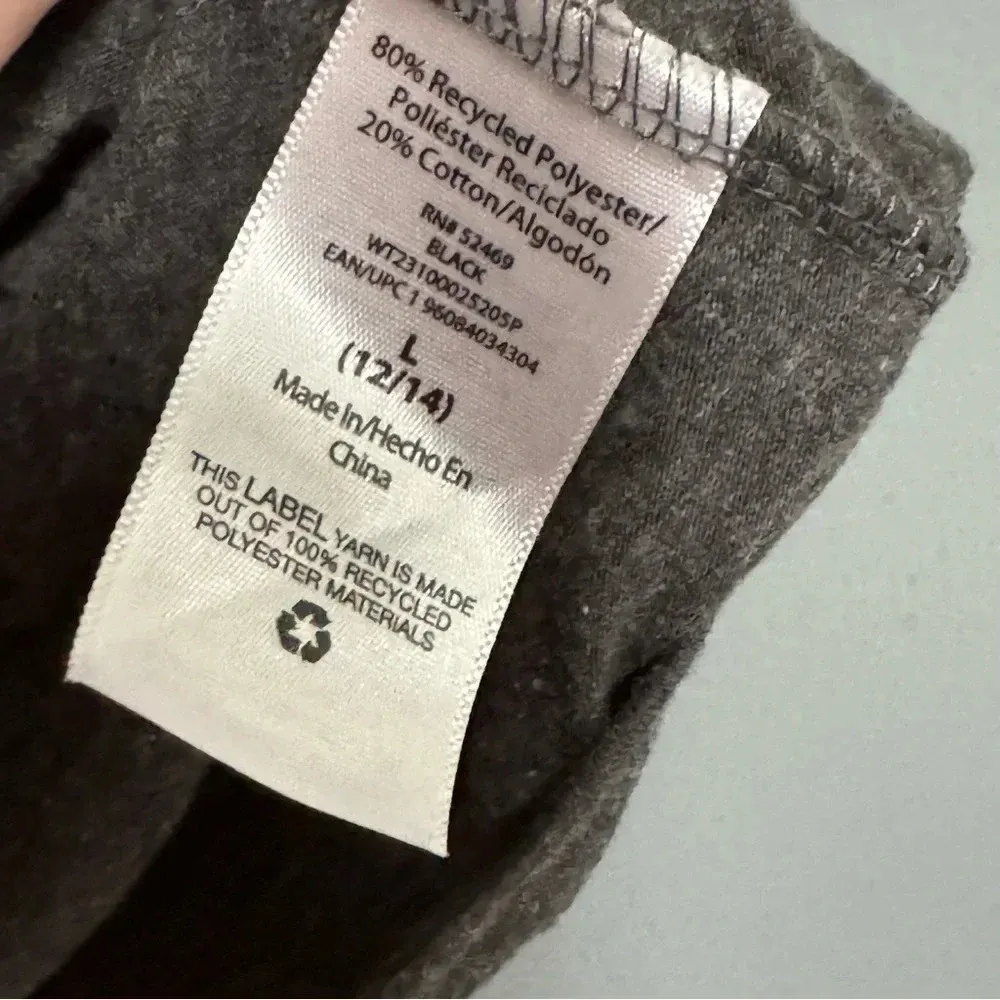 80% Recycled Polyester/
Poliéster Reciclado
20% Cotton/Algodón
RN# 52469
BLACK
WT23100025205P
EAN/UPC 1 96084034304
L
(12/14)
Made In/Hecho En
China
THIS LABEL YARN IS MADE
OUT OF 100% RECYCLED
POLYESTER MATERIALS